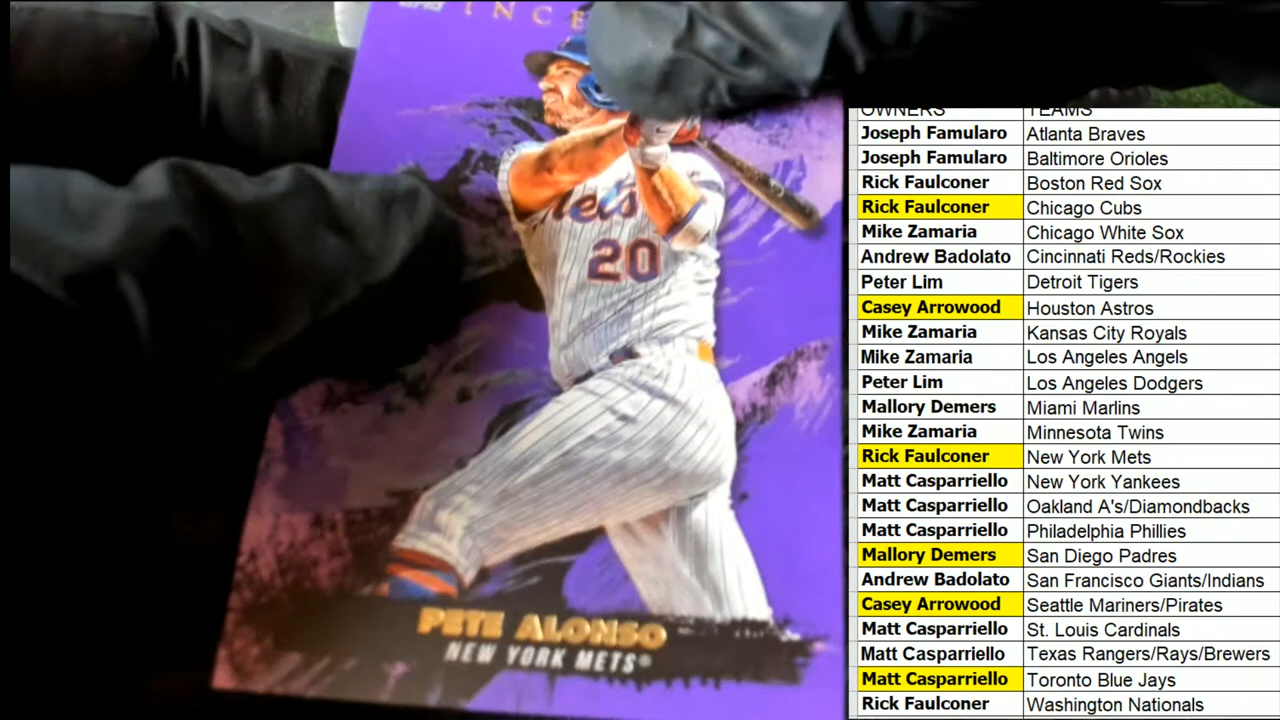 INCE
Mets
20
PETE ALONSO
NEW YORK METS®
OWNERS TEAMS
Joseph Famularo Atlanta Braves
Joseph Famularo Baltimore Orioles
Rick Faulconer Boston Red Sox
Rick Faulconer Chicago Cubs
Mike Zamaria Chicago White Sox
Andrew Badolato Cincinnati Reds/Rockies
Peter Lim Detroit Tigers
Casey Arrowood Houston Astros
Mike Zamaria Kansas City Royals
Mike Zamaria Los Angeles Angels
Peter Lim Los Angeles Dodgers
Mallory Demers Miami Marlins
Mike Zamaria Minnesota Twins
Rick Faulconer New York Mets
Matt Casparriello New York Yankees
Matt Casparriello Oakland A's/Diamondbacks
Matt Casparriello Philadelphia Phillies
Mallory Demers San Diego Padres
Andrew Badolato San Francisco Giants/Indians
Casey Arrowood Seattle Mariners/Pirates
Matt Casparriello St. Louis Cardinals
Matt Casparriello Texas Rangers/Rays/Brewers
Matt Casparriello Toronto Blue Jays
Rick Faulconer Washington Nationals